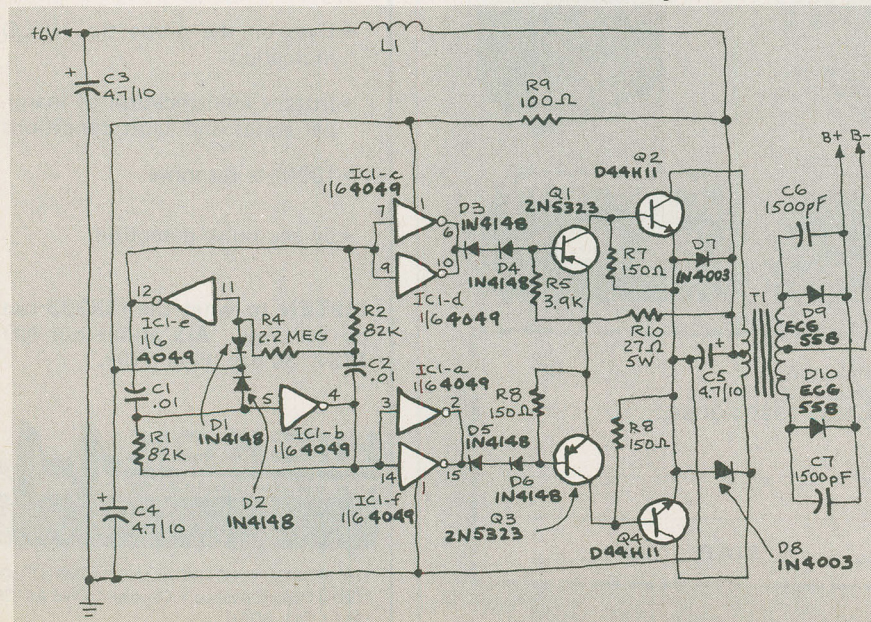 +6V
L1
+
C3
4.7/10
R9
100Ω
B+ B-
Q2
D44H11
IC1-c
1/6 4049
1
7
6
D3
1N4148
Q1
2N5323
C6
1500pF
9
10
D4
1N4148
R7
150Ω
D7
1N4003
R5
3.9K
IC1-d
1/6 4049
12
11
IC1-e
1/6
4049
R4
2.2 MEG
R2
82K
R10
27Ω
5W
T1
D9
ECG
558
C2
.01
IC1-a
1/6 4049
+
C5
4.7/10
C1
.01
D1
1N4148
5
4
IC1-b
1/6 4049
3
2
R8
150Ω
D10
ECG
558
R1
82K
D5
1N4148
R8
150Ω
14
15
D6
1N4148
C7
1500pF
D2
1N4148
IC1-f
1/6 4049
1
+
C4
4.7/10
Q3
2N5323
Q4
D44H11
D8
1N4003